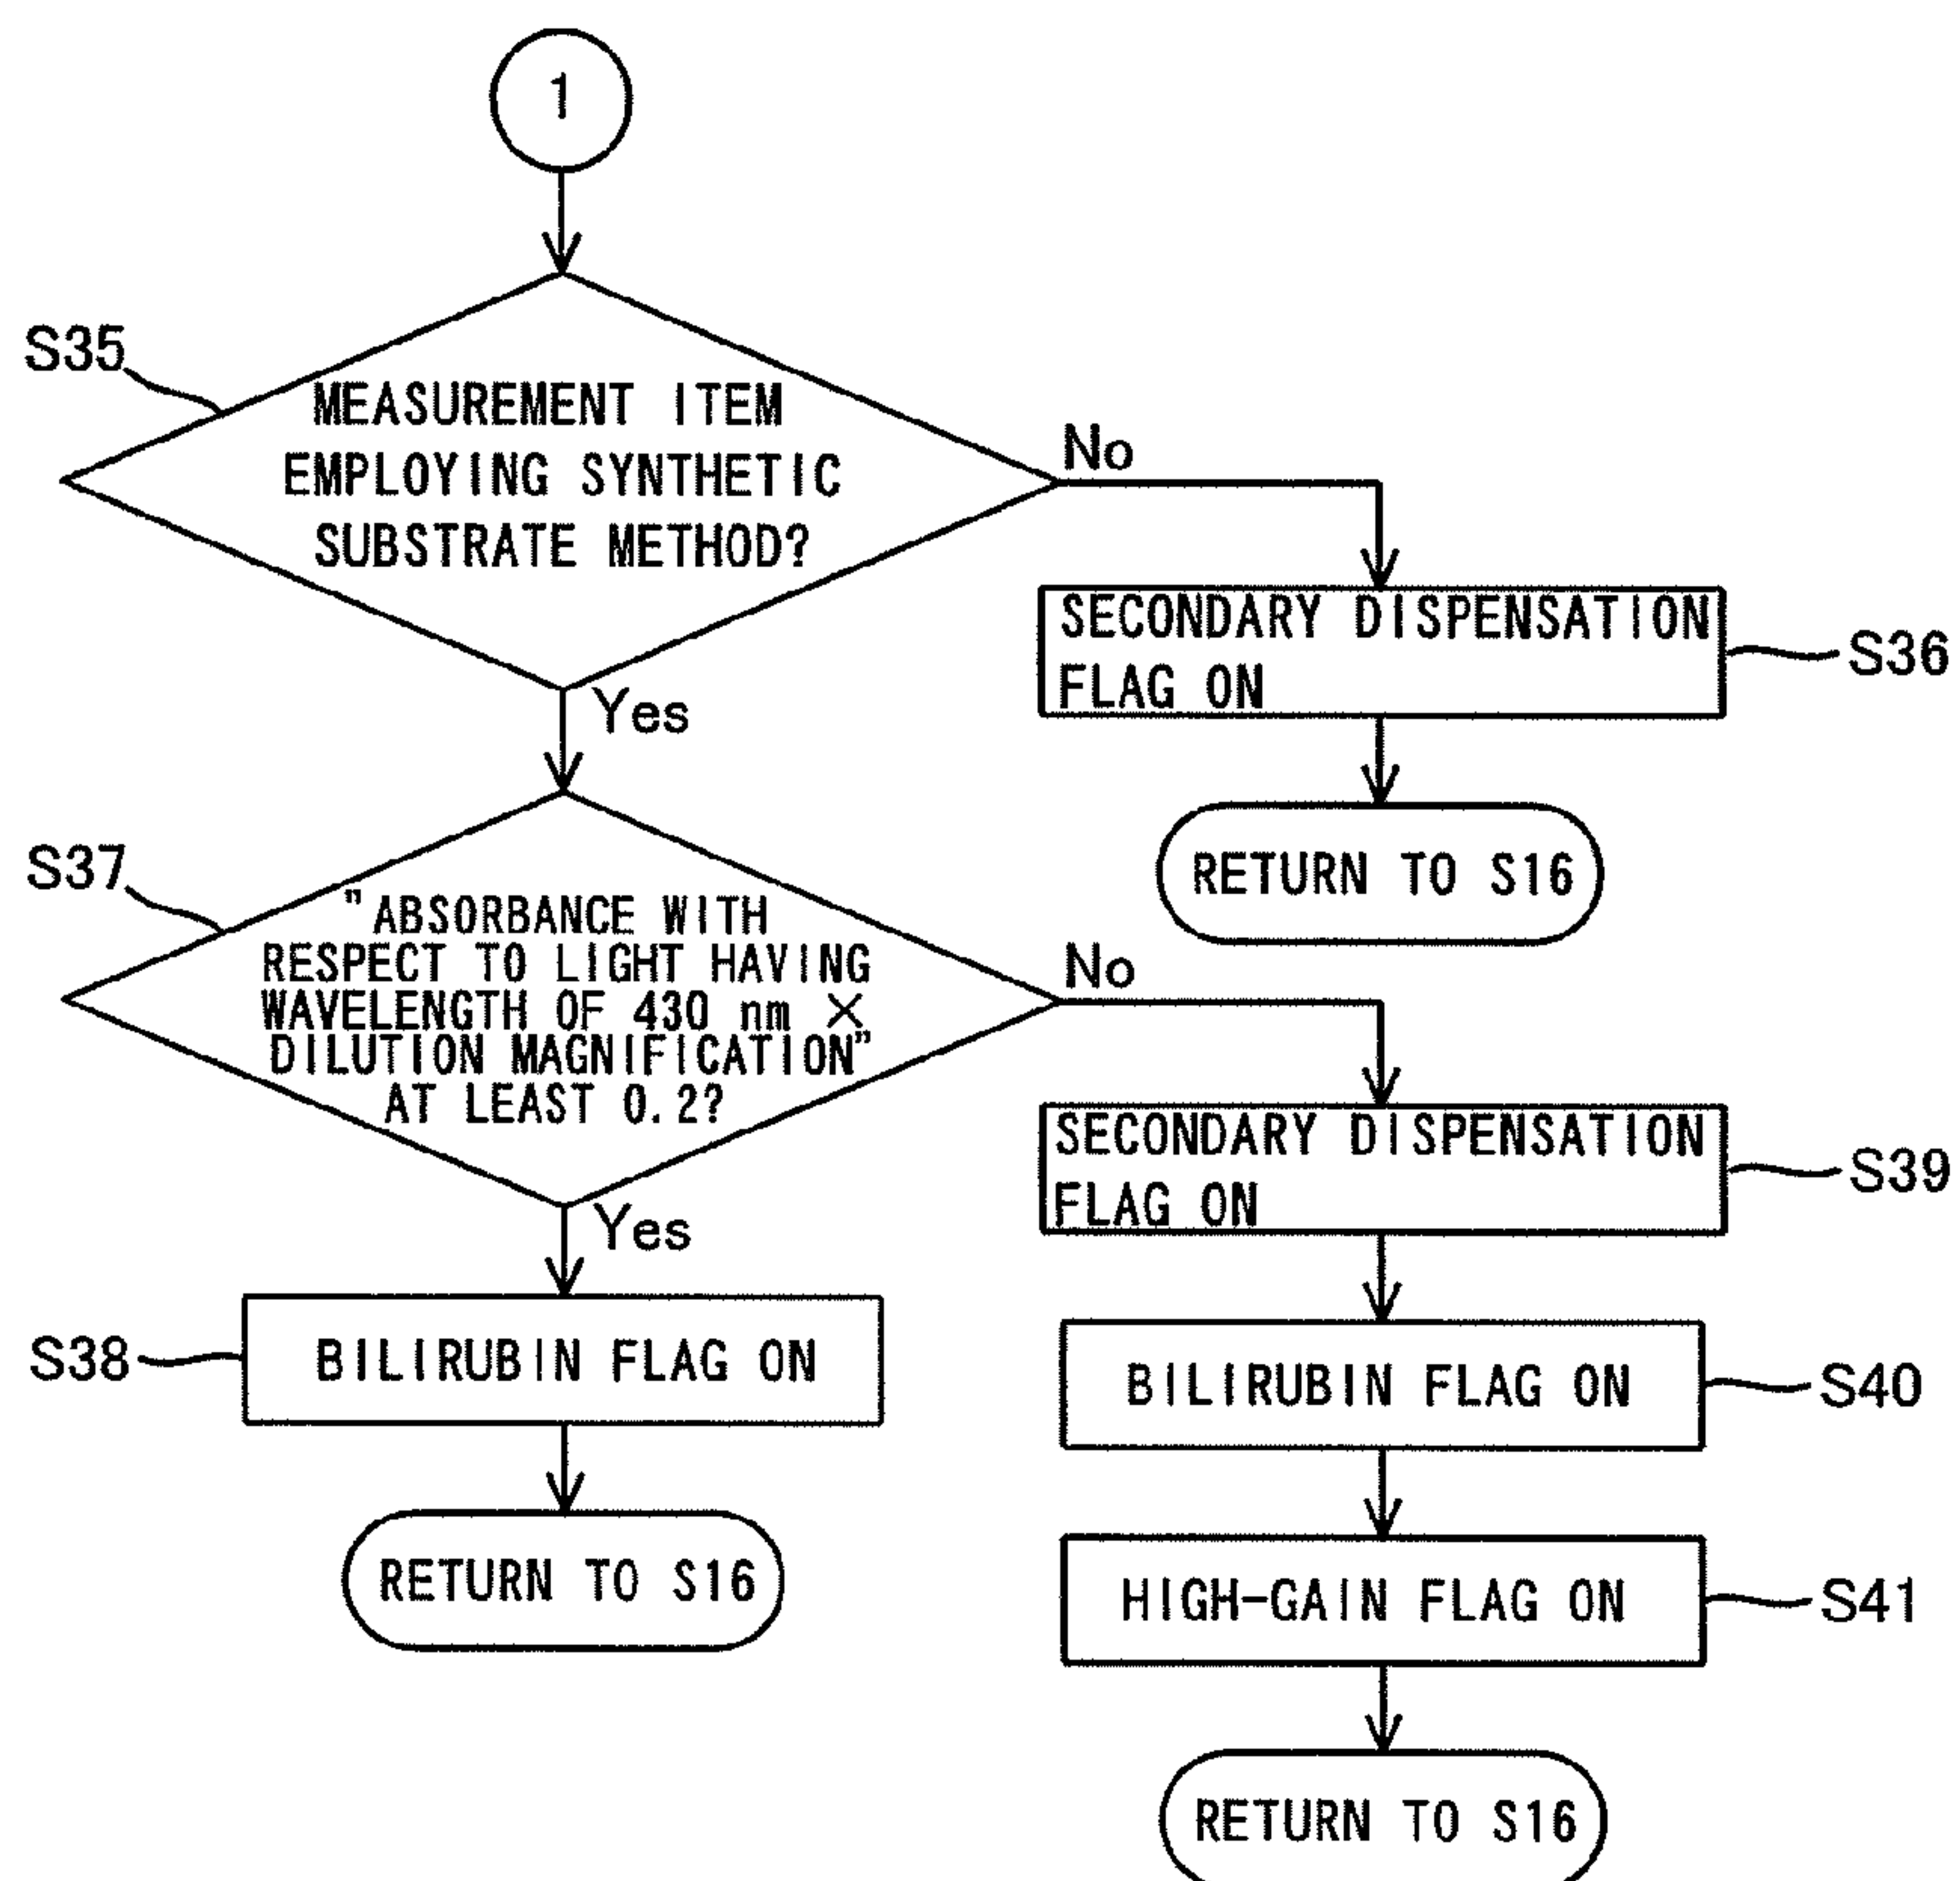 1
S35
MEASUREMENT ITEM
EMPLOYING SYNTHETIC
SUBSTRATE METHOD?
No
SECONDARY DISPENSATION
FLAG ON
S36
RETURN TO S16
Yes
S37
"ABSORBANCE WITH
RESPECT TO LIGHT HAVING
WAVELENGTH OF 430 nm ×
DILUTION MAGNIFICATION"
AT LEAST 0.2?
No
SECONDARY DISPENSATION
FLAG ON
S39
Yes
S38
BILIRUBIN FLAG ON
RETURN TO S16
BILIRUBIN FLAG ON
S40
HIGH-GAIN FLAG ON
S41
RETURN TO S16